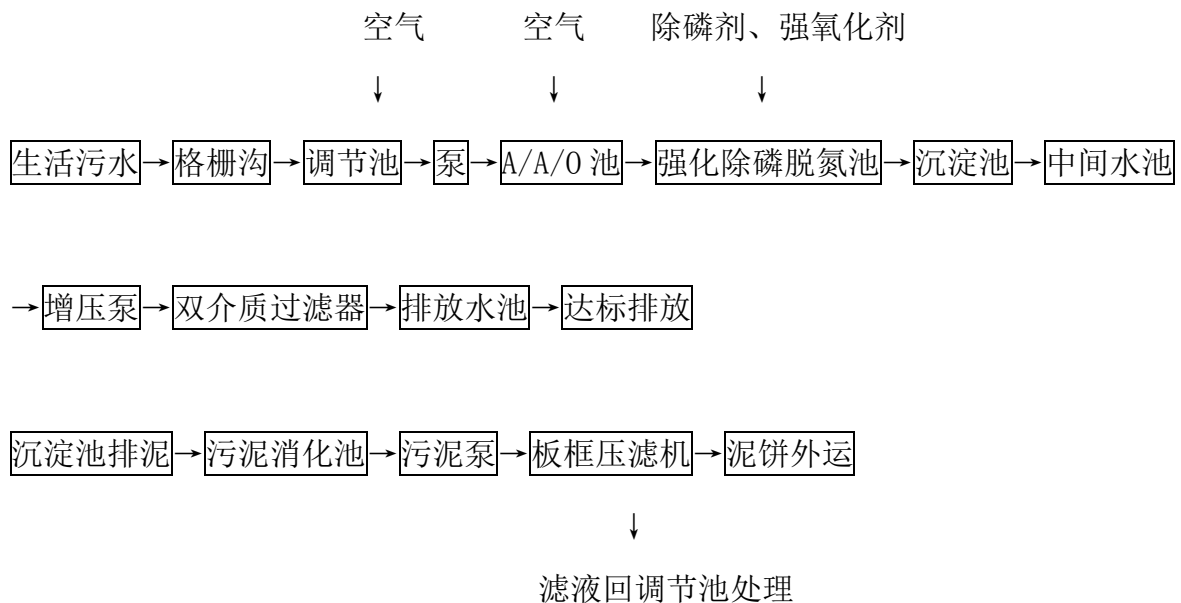 空气 空气 除磷剂、强氧化剂
↓ ↓ ↓
生活污水→格栅沟→调节池→泵→A/A/O池→强化除磷脱氮池→沉淀池→中间水池
→增压泵→双介质过滤器→排放水池→达标排放
沉淀池排泥→污泥消化池→污泥泵→板框压滤机→泥饼外运
↓
滤液回调节池处理